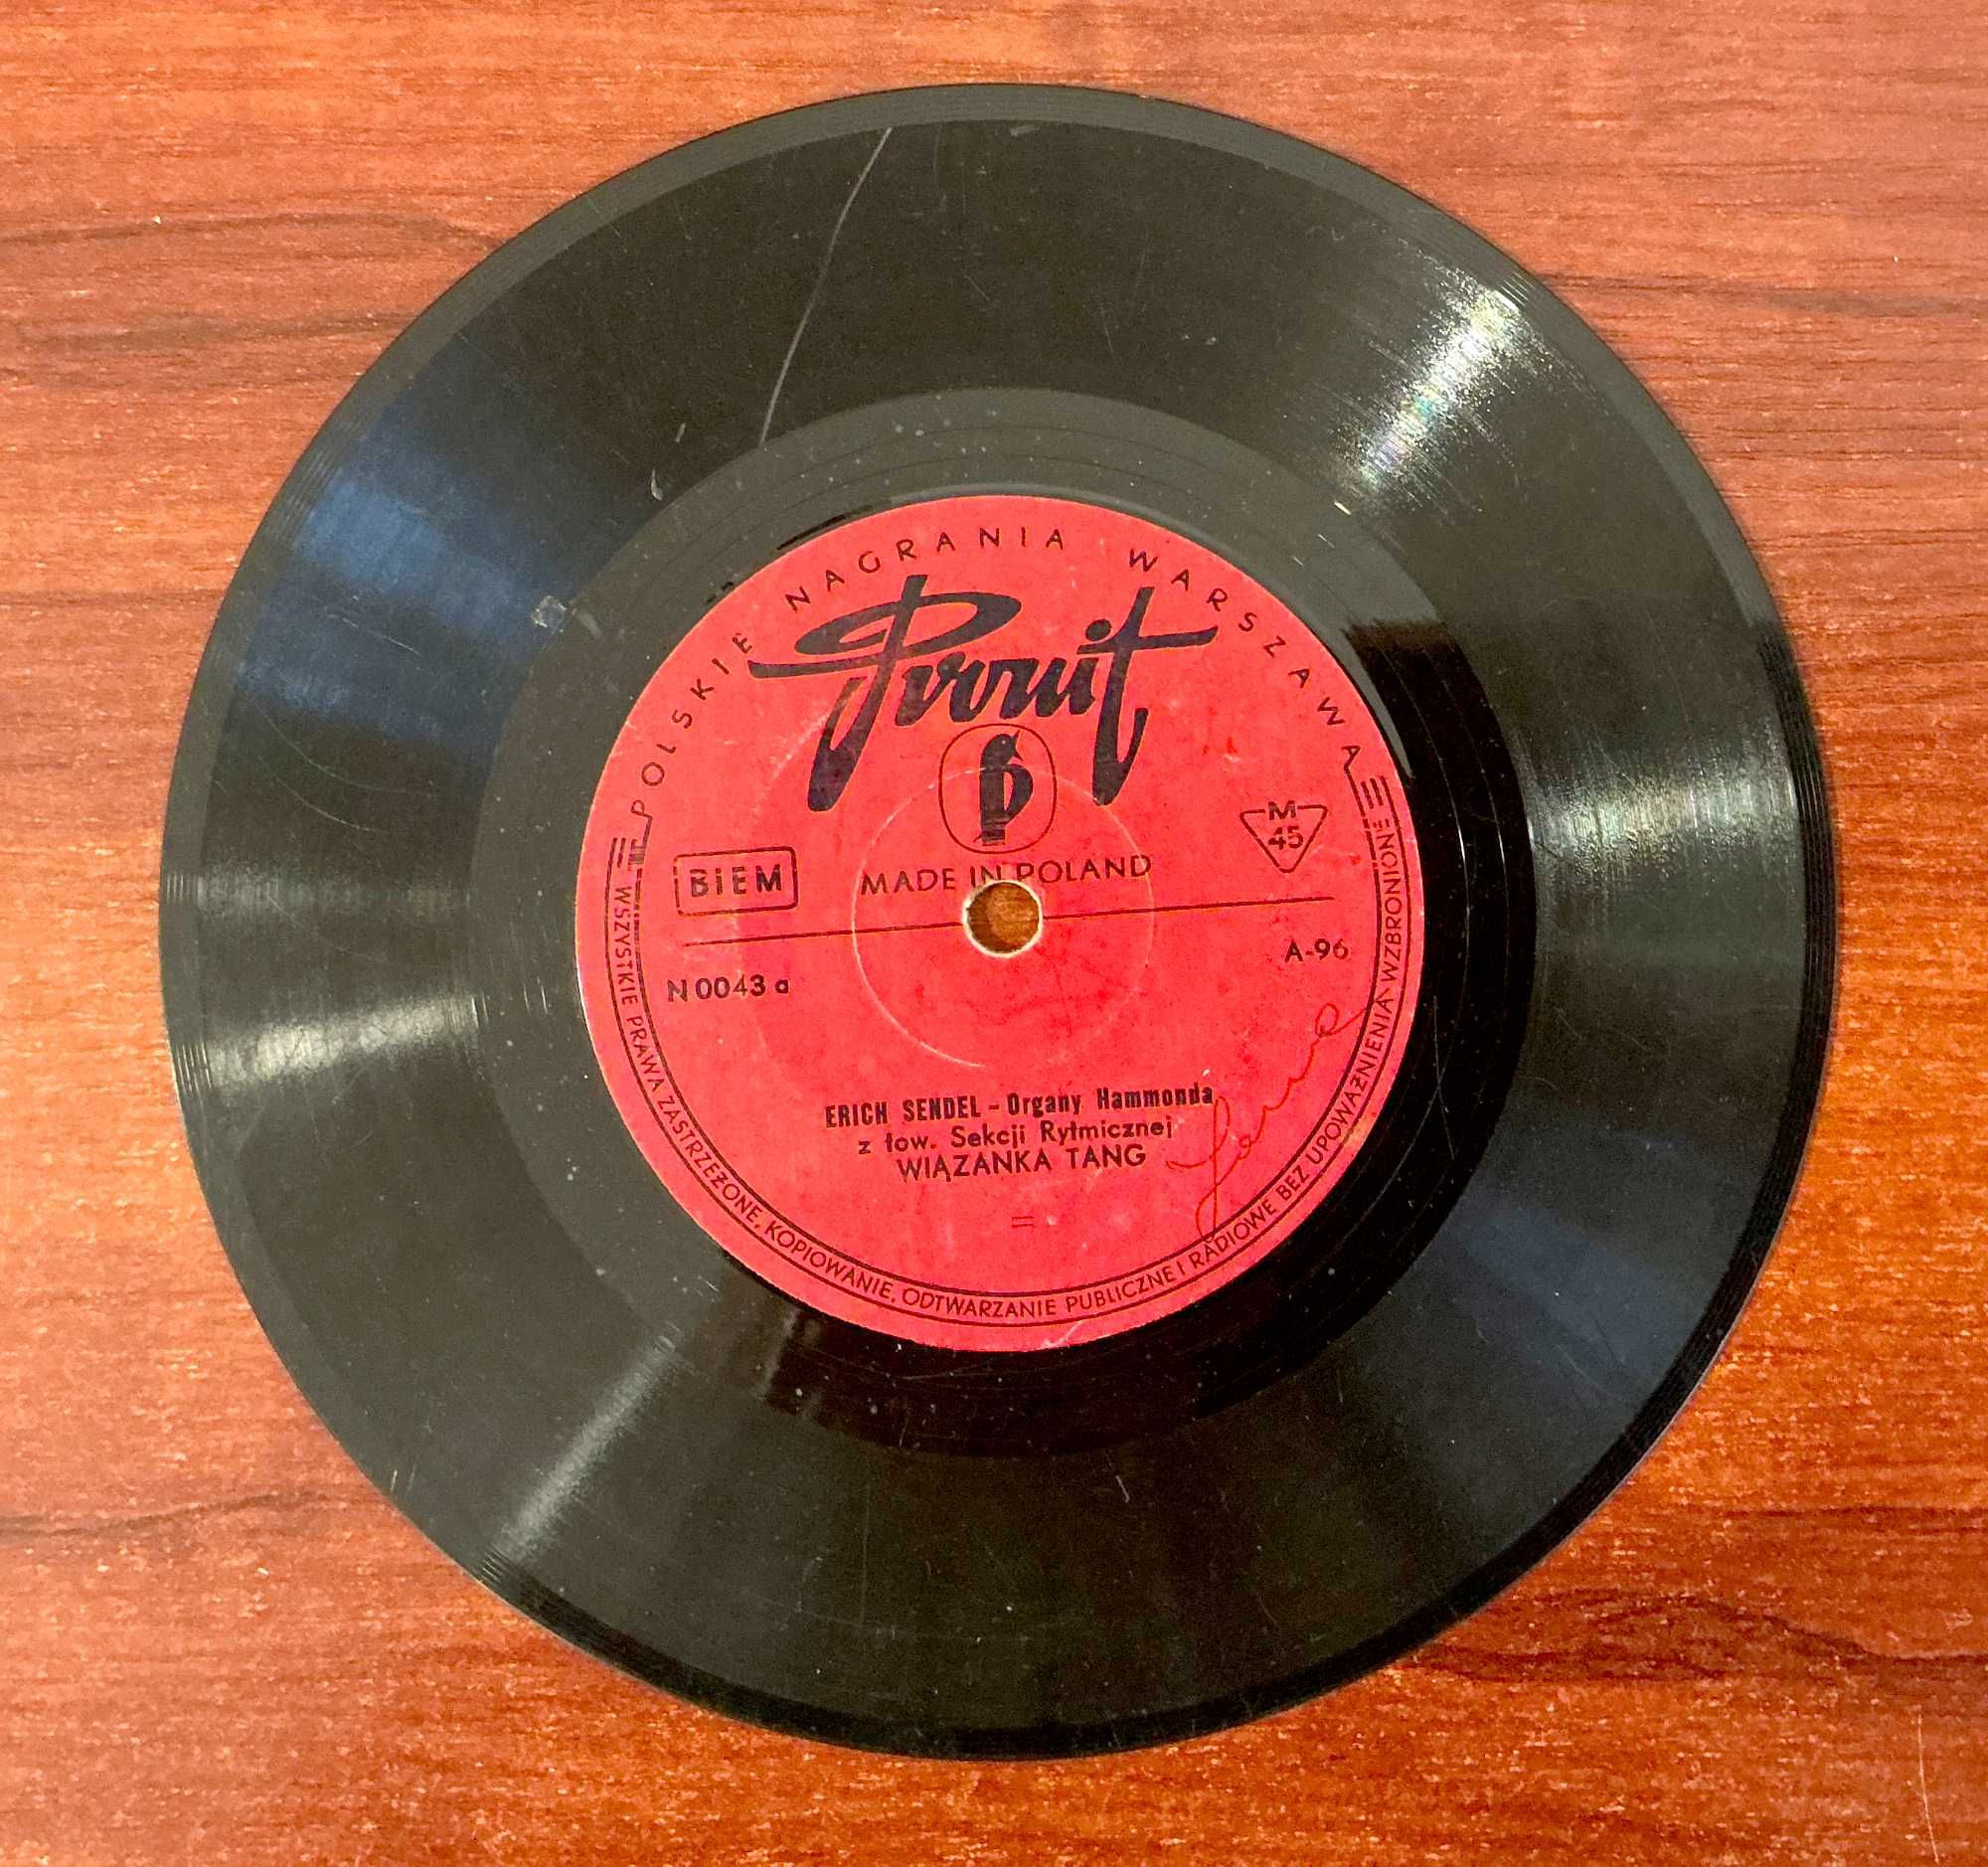 POLSKIE NAGRANIA WARSZAWA
Pronit
BIEM
MADE IN POLAND
M
45
N 0043 a
A-96
ERICH SENDEL – Organy Hammonda
z tow. Sekcji Rytmicznej
WIĄZANKA TANG
=
WSZYSTKIE PRAWA ZASTRZEŻONE, KOPIOWANIE, ODTWARZANIE PUBLICZNE I RADIOWE BEZ UPOWAŻNIENIA WZBRONIONE